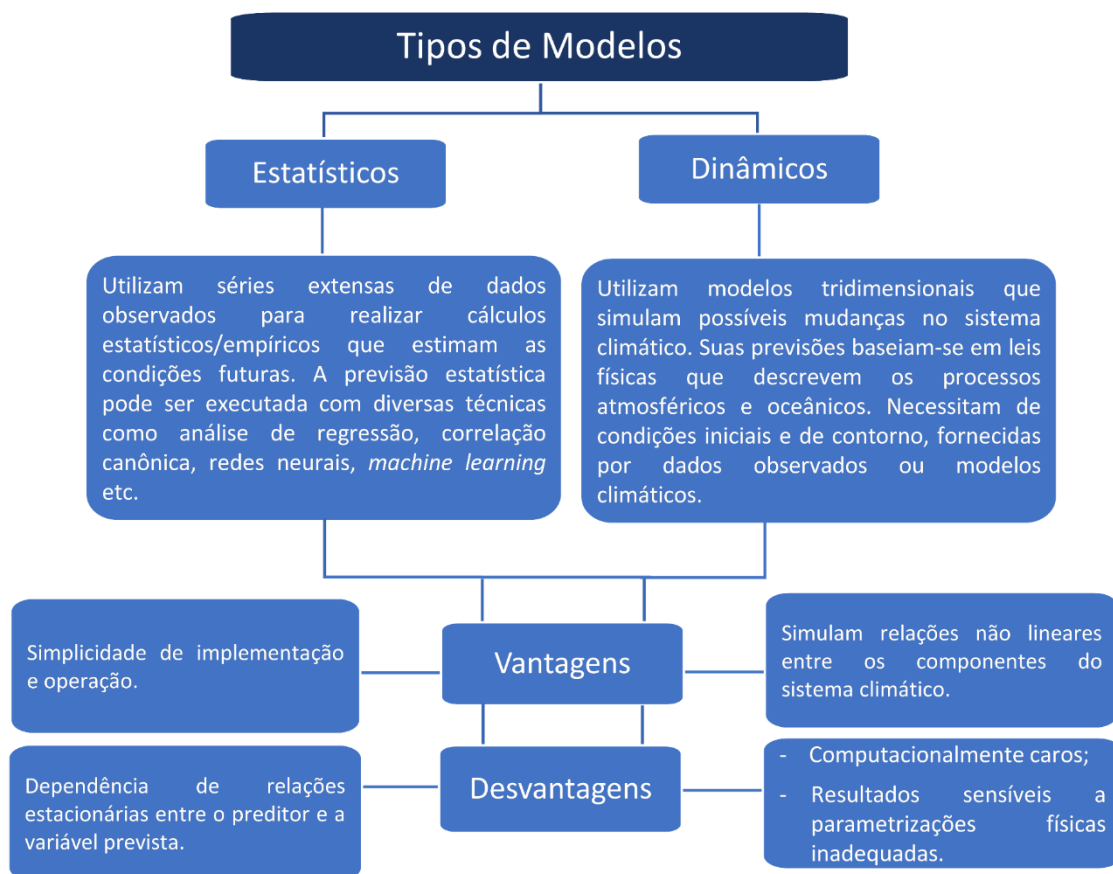 Tipos de Modelos
Estatísticos
Dinâmicos
Utilizam séries extensas de dados
observados para realizar cálculos
estatísticos/empíricos que estimam as
condições futuras. A previsão estatística
pode ser executada com diversas técnicas
como análise de regressão, correlação
canônica, redes neurais, machine learning
etc.
Utilizam modelos tridimensionais que
simulam possíveis mudanças no sistema
climático. Suas previsões baseiam-se em leis
físicas que descrevem os processos
atmosféricos e oceânicos. Necessitam de
condições iniciais e de contorno, fornecidas
por dados observados ou modelos
climáticos.
Simplicidade de implementação
e operação.
Vantagens
Simulam relações não lineares
entre os componentes do
sistema climático.
Dependência de relações
estacionárias entre o preditor e a
variável prevista.
Desvantagens
- Computacionalmente caros;
- Resultados sensíveis a
parametrizações físicas
inadequadas.